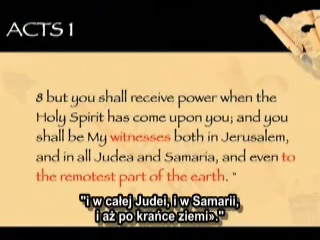 ACTS 1
8 but you shall receive power when the
Holy Spirit has come upon you; and you
shall be My witnesses both in Jerusalem,
and in all Judea and Samaria, and even to
the remotest part of the earth. "
"i w całej Judei, i w Samarii,
i aż po krańce ziemi»."